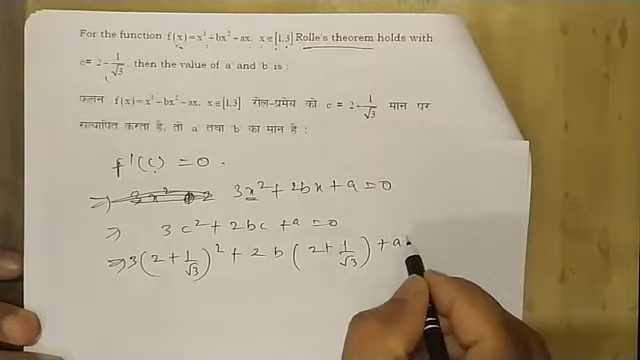 For the function f(x)=x³-bx²-ax, x∈[1,3] Rolle's theorem holds with
c= 2+1/√3, then the value of a' and 'b' is :
फलन f(x)=x³-bx²-ax, x∈[1,3] रोल-प्रमेय को c = 2+1/√3 मान पर
सत्यापित करता है, तो a' तथा 'b' का मान है :
f'(c) = 0 .
⇒ 3x² + 2bx + a = 0
⇒ 3c² + 2bc + a = 0
⇒ 3(2+1/√3)² + 2b(2+1/√3) + a